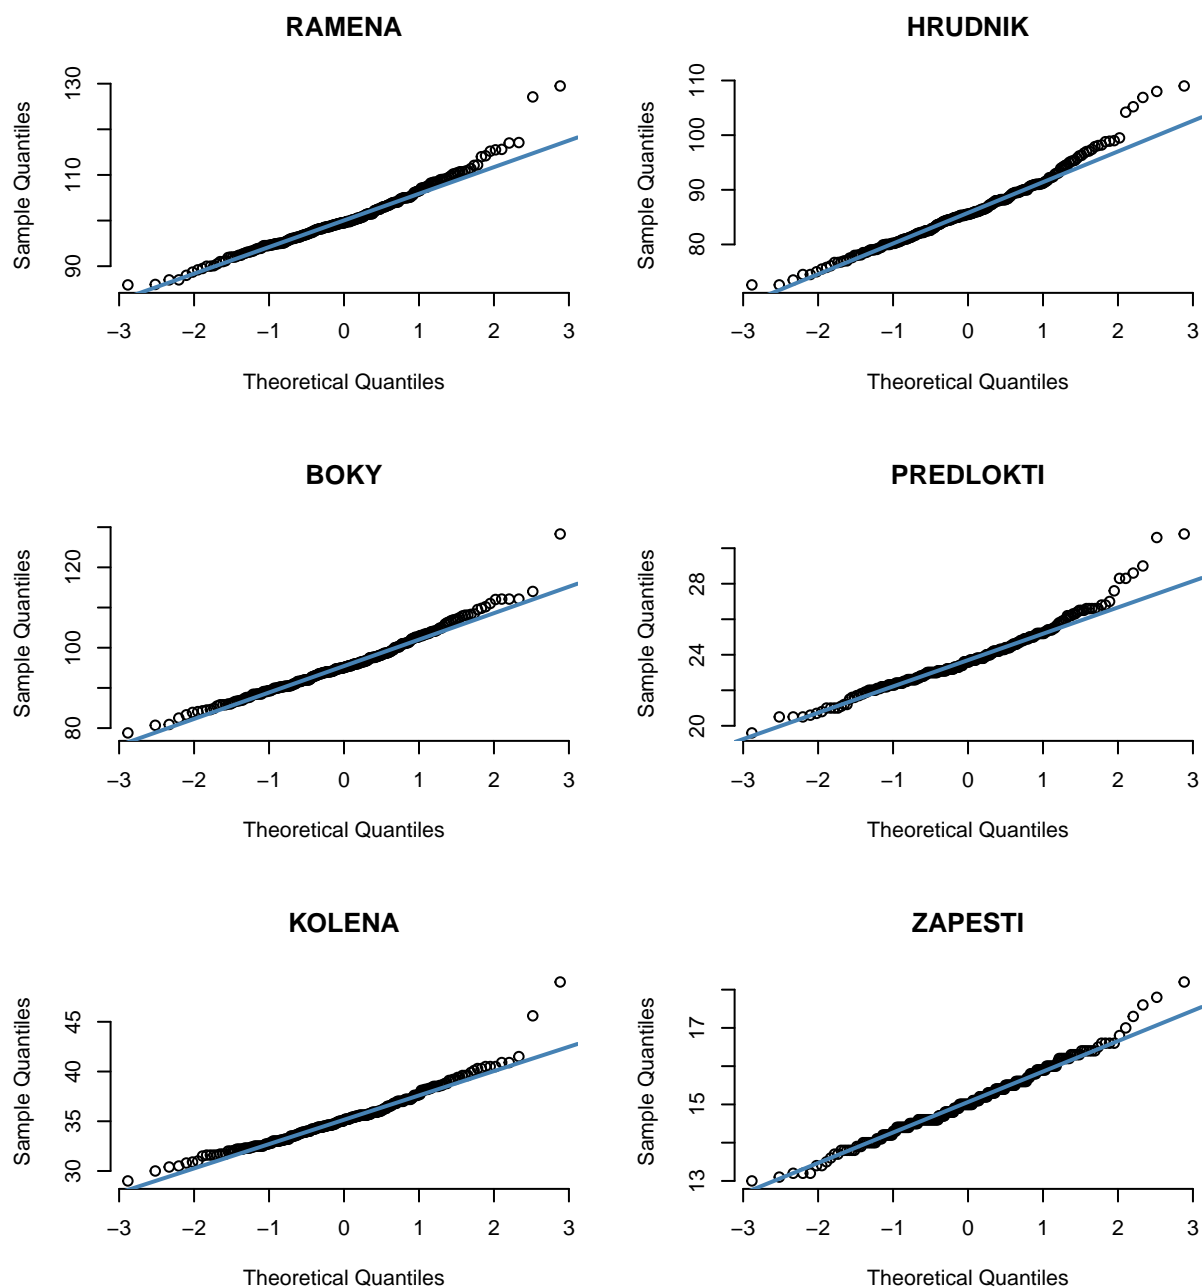 RAMENA
Sample Quantiles
90 110 130
−3 −2 −1 0 1 2 3
Theoretical Quantiles
HRUDNIK
Sample Quantiles
80 90 100 110
−3 −2 −1 0 1 2 3
Theoretical Quantiles
BOKY
Sample Quantiles
80 100 120
−3 −2 −1 0 1 2 3
Theoretical Quantiles
PREDLOKTI
Sample Quantiles
20 24 28
−3 −2 −1 0 1 2 3
Theoretical Quantiles
KOLENA
Sample Quantiles
30 35 40 45
−3 −2 −1 0 1 2 3
Theoretical Quantiles
ZAPESTI
Sample Quantiles
13 15 17
−3 −2 −1 0 1 2 3
Theoretical Quantiles